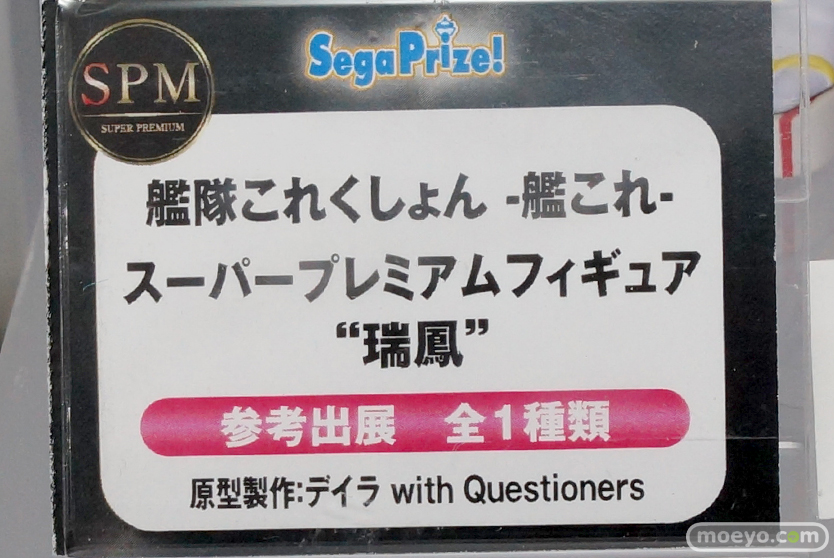 SegaPrize!
SPM
SUPER PREMIUM
艦隊これくしょん -艦これ-
スーパープレミアムフィギュア
“瑞鳳”
参考出展　全1種類
原型製作:デイラ with Questioners
moeyo.com